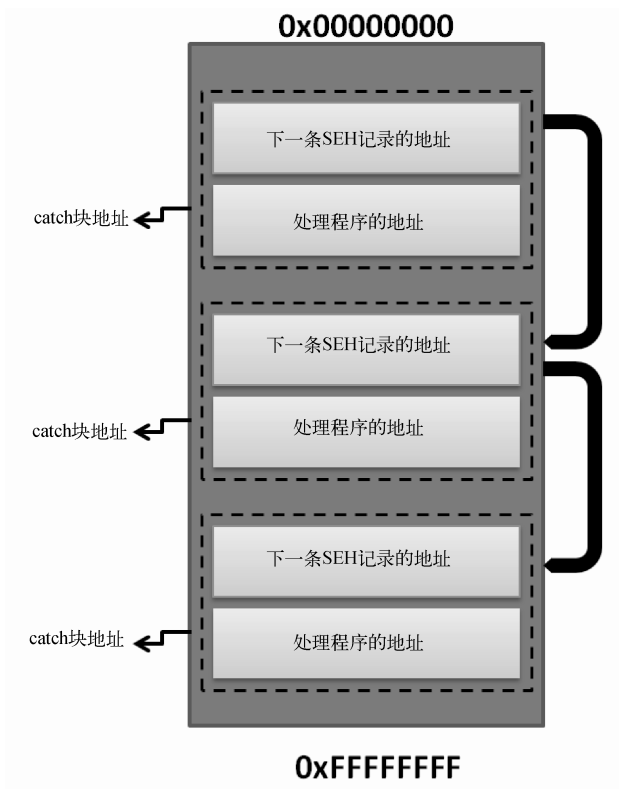 0x00000000
下一条SEH记录的地址
catch块地址
处理程序的地址
下一条SEH记录的地址
catch块地址
处理程序的地址
下一条SEH记录的地址
catch块地址
处理程序的地址
0xFFFFFFFF